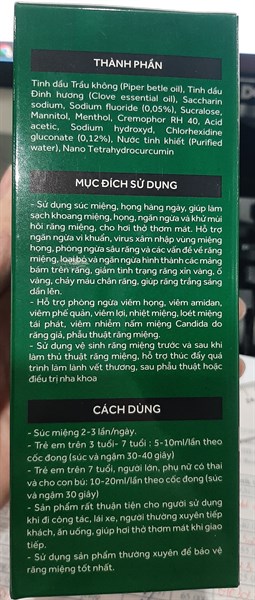 THÀNH PHẦN
Tinh dầu Trầu không (Piper betle oil), Tinh dầu
Đinh hương (Clove essential oil), Saccharin
sodium, Sodium fluoride (0,05%), Sucralose,
Mannitol, Menthol, Cremophor RH 40, Acid
acetic, Sodium hydroxyd, Chlorhexidine
gluconate (0,12%), Nước tinh khiết (Purified
water), Nano Tetrahydrocurcumin
MỤC ĐÍCH SỬ DỤNG
- Sử dụng súc miệng, họng hàng ngày, giúp làm
sạch khoang miệng, họng, ngăn ngừa và khử mùi
hôi răng miệng, cho hơi thở thơm mát. Hỗ trợ
ngăn ngừa vi khuẩn, virus xâm nhập vùng miệng
họng, phòng ngừa sâu răng và các vấn đề về răng
miệng, loại bỏ và ngăn ngừa hình thành các mảng
bám trên răng, giảm tình trạng răng xỉn vàng, ố
vàng, chảy máu chân răng, giúp răng trắng sáng
dần lên.
- Hỗ trợ phòng ngừa viêm họng, viêm amidan,
viêm phế quản, viêm lợi, nhiệt miệng, loét miệng
tái phát, viêm nhiễm nấm miệng Candida do
răng giả, phẫu thuật răng miệng.
- Sử dụng vệ sinh răng miệng trước và sau khi
làm thủ thuật răng miệng, hỗ trợ thúc đẩy quá
trình làm lành vết thương, sau phẫu thuật hoặc
điều trị nha khoa
CÁCH DÙNG
- Súc miệng 2-3 lần/ngày.
- Trẻ em trên 3 tuổi- 7 tuổi : 5-10ml/lần theo
cốc đong (súc và ngậm 30-40 giây)
- Trẻ em trên 7 tuổi, người lớn, phụ nữ có thai
và cho con bú: 10-20ml/lần theo cốc đong (súc
và ngậm 30 giây)
- Sản phẩm rất thuận tiện cho người sử dụng
khi đi công tác, lái xe, người thường xuyên tiếp
khách, ăn uống, giúp hơi thở thơm mát khi giao
tiếp.
- Sử dụng sản phẩm thường xuyên để bảo vệ
răng miệng tốt nhất.